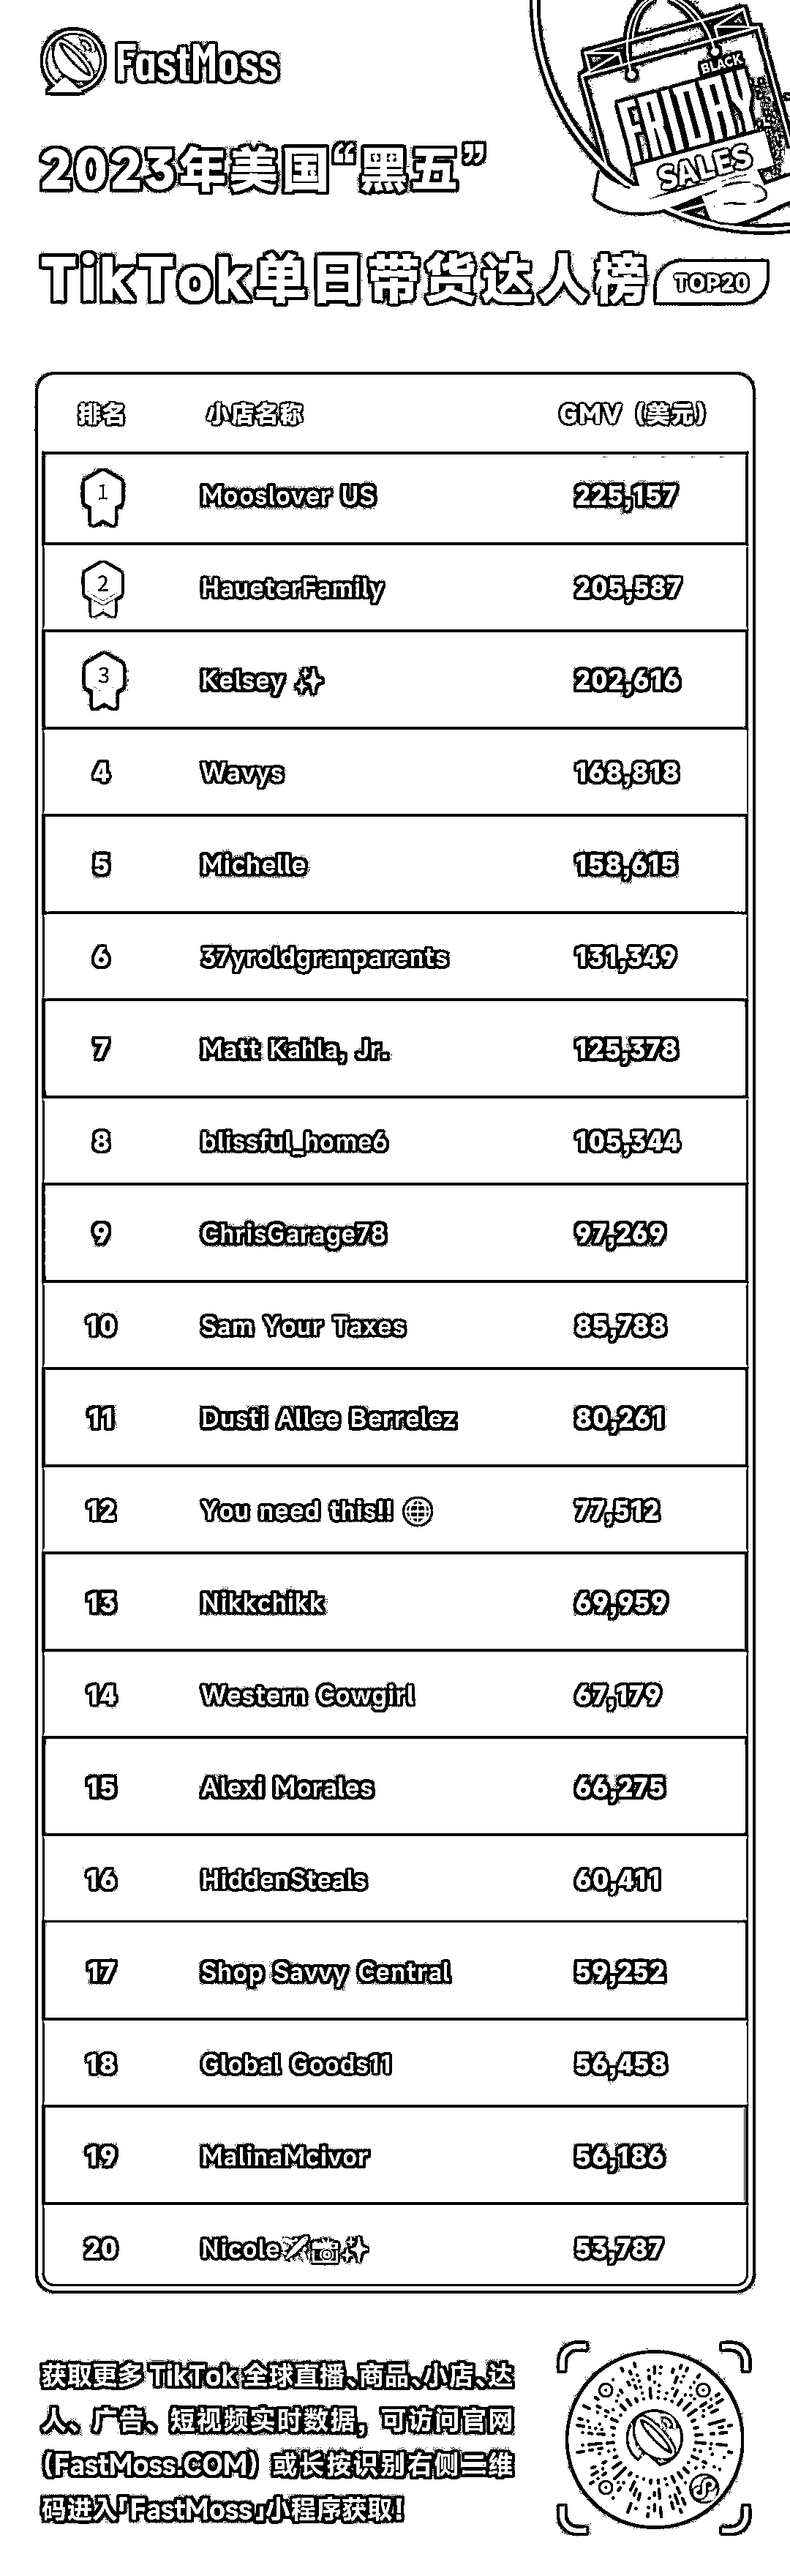 FastMoss
BLACK
FRIDAY
SALES
2023年美国“黑五”
TikTok单日带货达人榜 TOP20
排名 小店名称 GMV（美元）
1 Mooslover US 225,157
2 HaueterFamily 205,587
3 Kelsey ✨ 202,616
4 Wavys 168,818
5 Michelle 158,615
6 37yroldgranparents 131,349
7 Matt Kahla, Jr. 125,378
8 blissful_home6 105,344
9 ChrisGarage78 97,269
10 Sam Your Taxes 85,788
11 Dusti Allee Berrelez 80,261
12 You need this!! 🌐 77,512
13 Nikkchikk 69,959
14 Western Cowgirl 67,179
15 Alexi Morales 66,275
16 HiddenSteals 60,411
17 Shop Savvy Central 59,252
18 Global Goods11 56,458
19 MalinaMcivor 56,186
20 Nicole 📷✨ 53,787
获取更多 TikTok 全球直播、商品、小店、达
人、广告、短视频实时数据，可访问官网
（FastMoss.COM）或长按识别右侧二维
码进入「FastMoss」小程序获取！